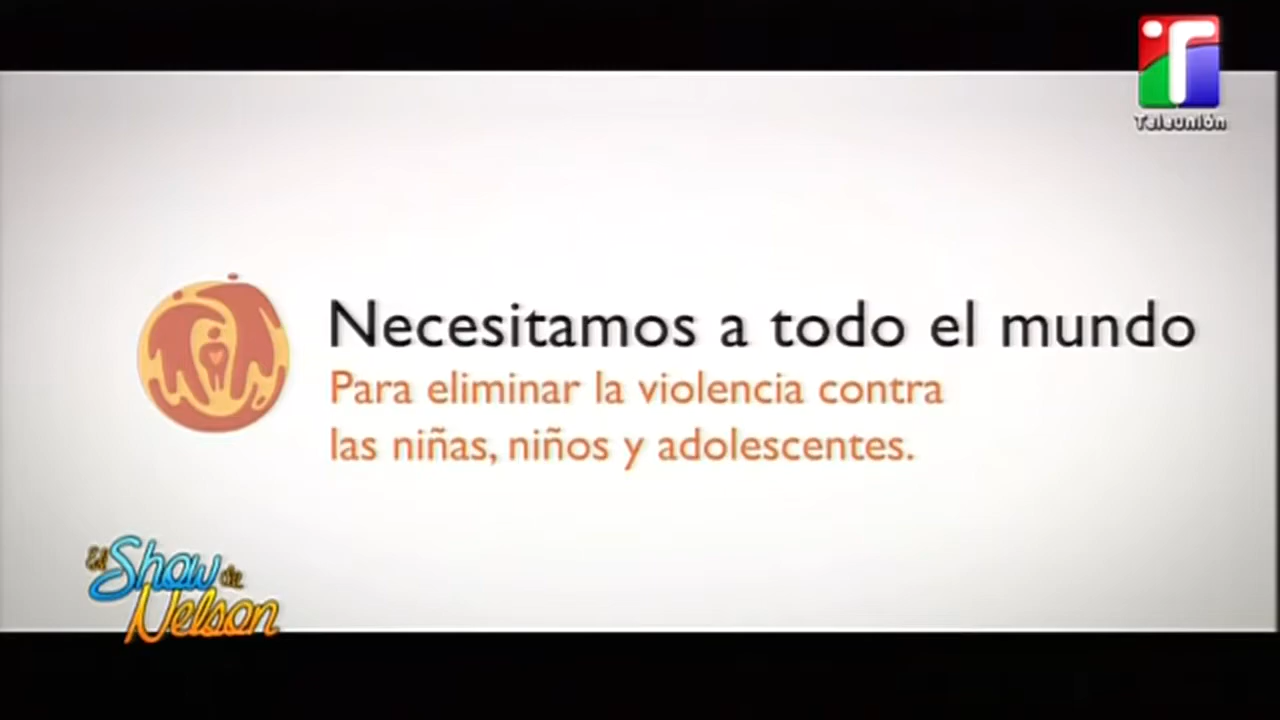 Teleunión
Necesitamos a todo el mundo
Para eliminar la violencia contra
las niñas, niños y adolescentes.
El Show de
Nelson